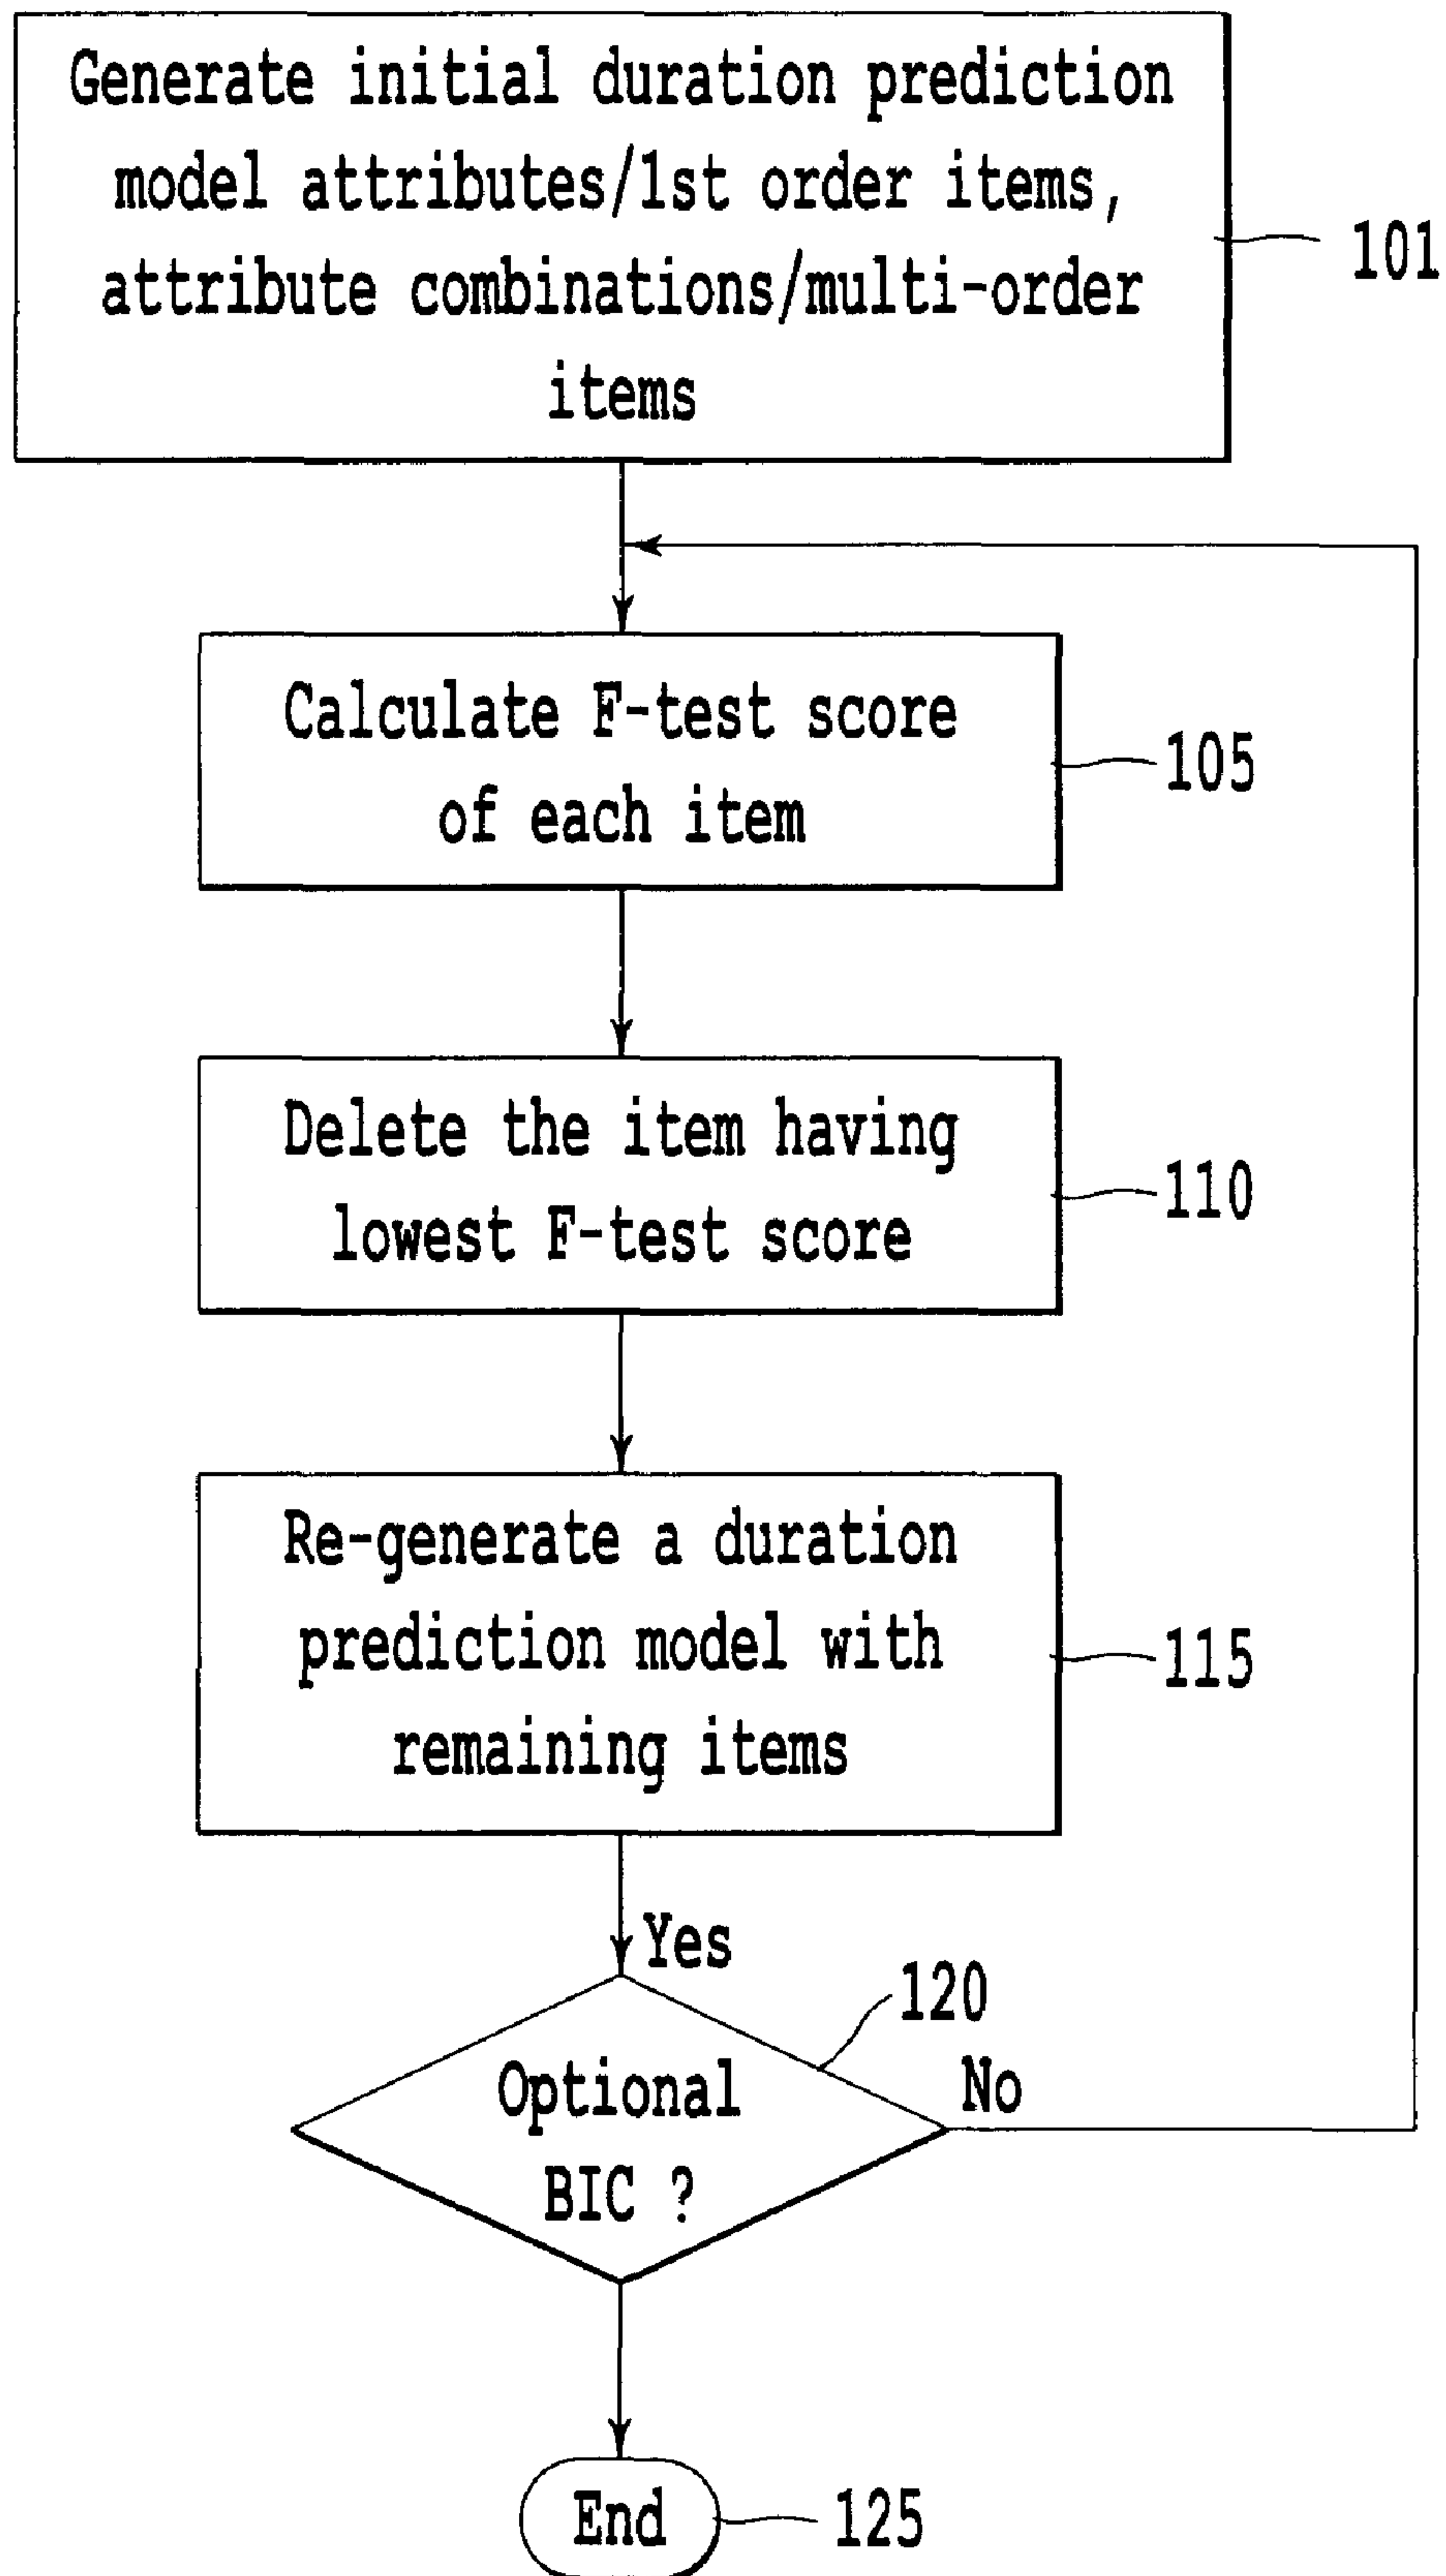 Generate initial duration prediction
model attributes/1st order items,
attribute combinations/multi-order
items
101
Calculate F-test score
of each item
105
Delete the item having
lowest F-test score
110
Re-generate a duration
prediction model with
remaining items
115
Yes
120
No
Optional
BIC ?
End
125